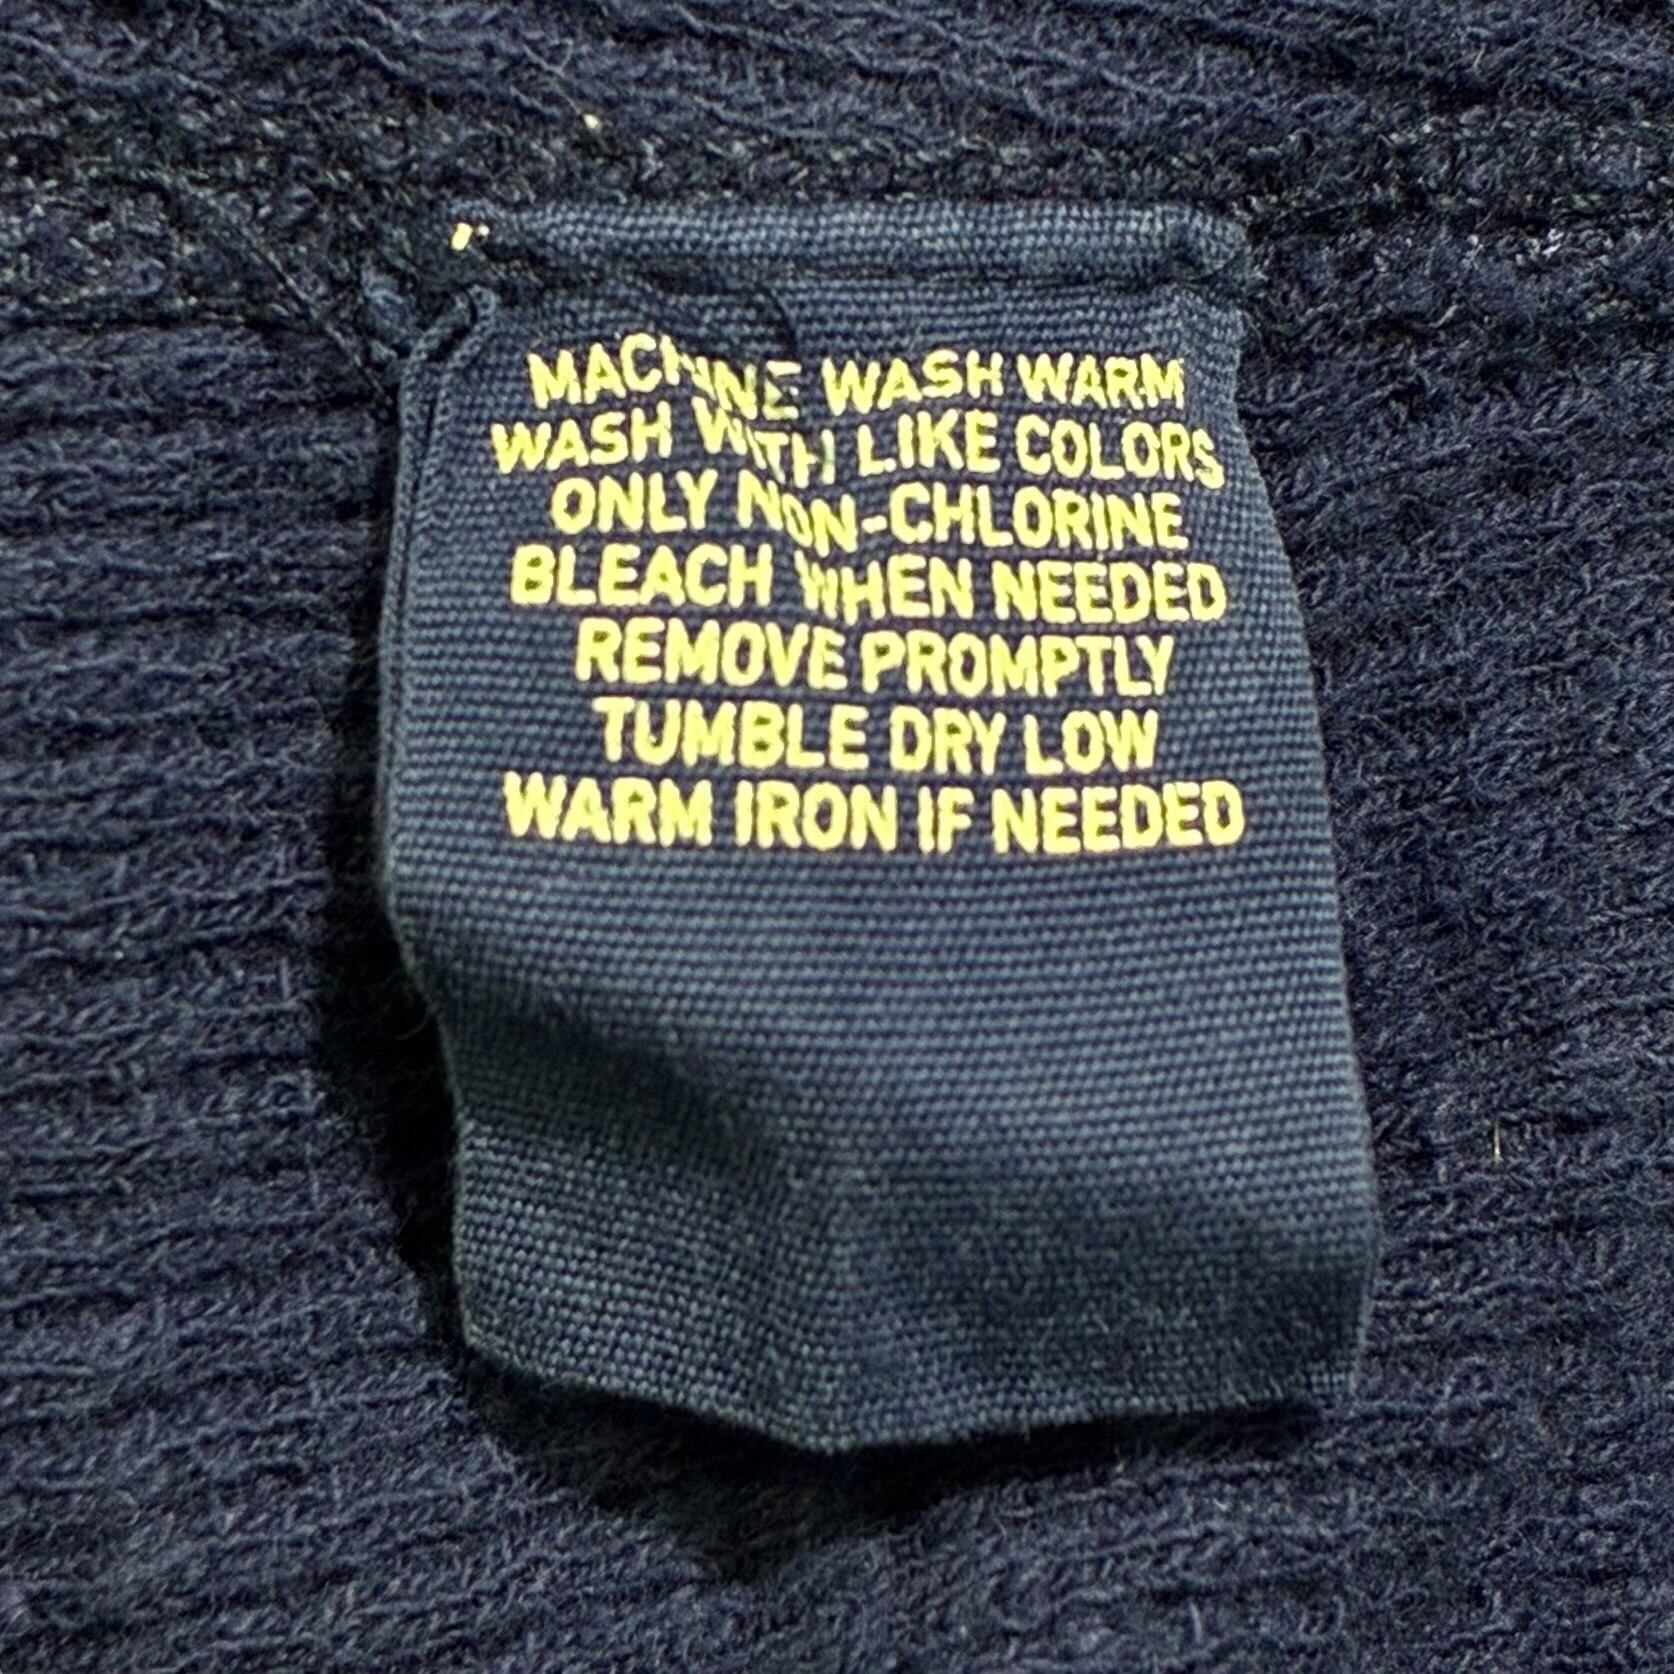 MACHINE WASH WARM
WASH WITH LIKE COLORS
ONLY NON-CHLORINE
BLEACH WHEN NEEDED
REMOVE PROMPTLY
TUMBLE DRY LOW
WARM IRON IF NEEDED